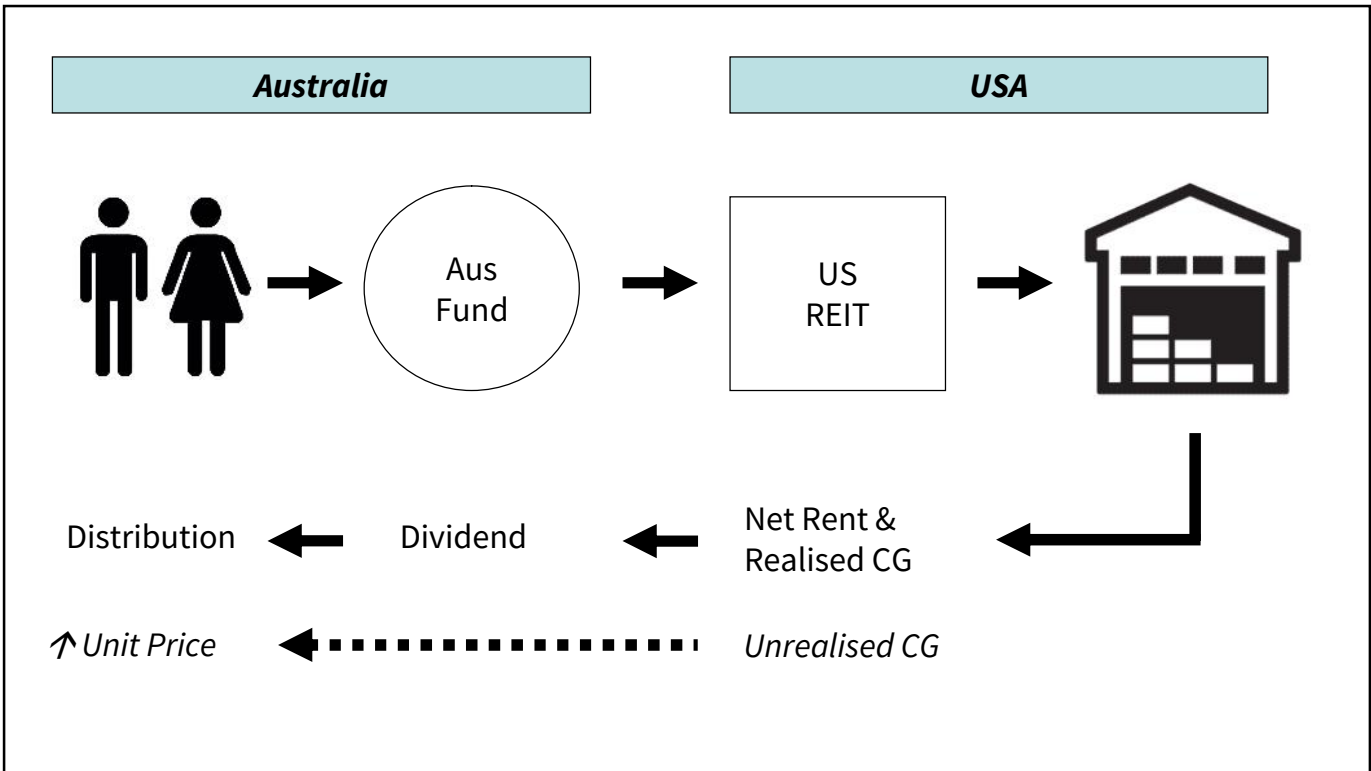 Australia
USA
Aus
Fund
US
REIT
Distribution
Dividend
Net Rent &
Realised CG
↑ Unit Price
Unrealised CG